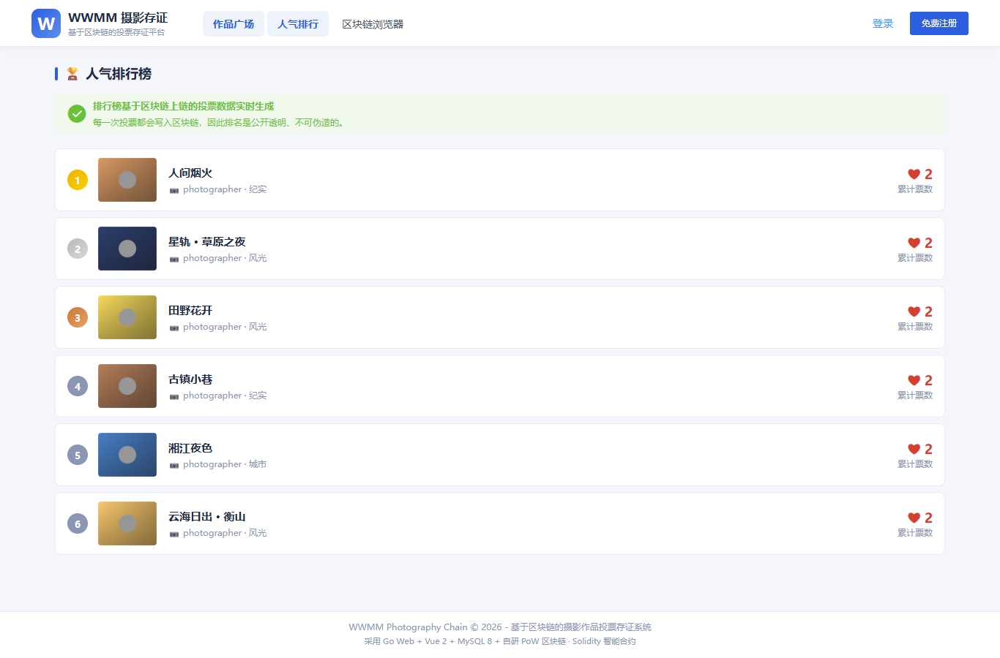 W
WWMM 摄影存证
基于区块链的投票存证平台
作品广场
人气排行
区块链浏览器
登录
免费注册
人气排行榜
排行榜基于区块链上链的投票数据实时生成
每一次投票都会写入区块链，因此排名是公开透明、不可伪造的。
1
人间烟火
photographer · 纪实
2
累计票数
2
星轨 • 草原之夜
photographer · 风光
2
累计票数
3
田野花开
photographer · 风光
2
累计票数
4
古镇小巷
photographer · 纪实
2
累计票数
5
湘江夜色
photographer · 城市
2
累计票数
6
云海日出 • 衡山
photographer · 风光
2
累计票数
WWMM Photography Chain © 2026 - 基于区块链的摄影作品投票存证系统
采用 Go Web + Vue 2 + MySQL 8 + 自研 PoW 区块链 · Solidity 智能合约